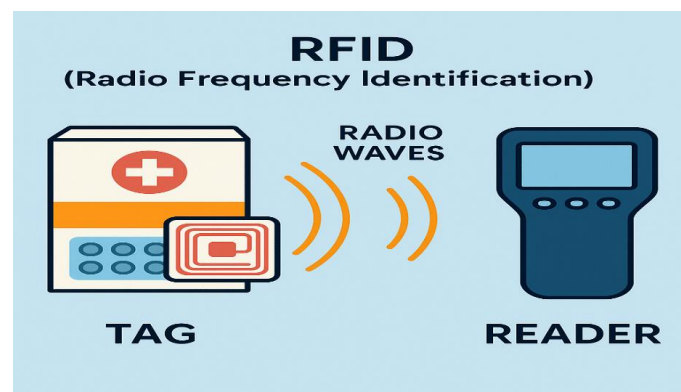 RFID
(Radio Frequency Identification)
RADIO
WAVES
TAG
READER